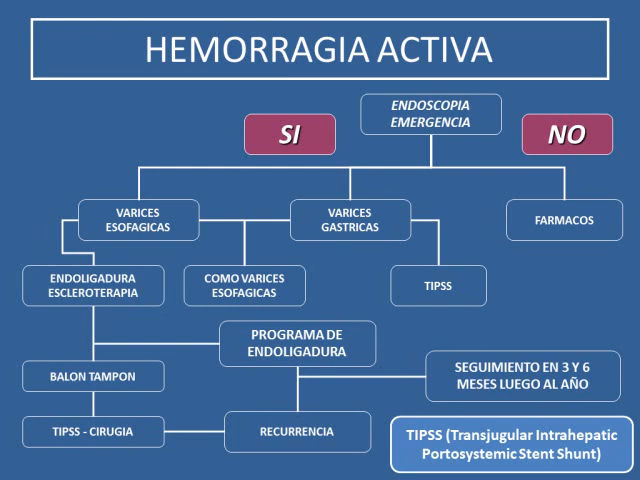 HEMORRAGIA ACTIVA
ENDOSCOPIA
EMERGENCIA
SI
NO
VARICES
ESOFAGICAS
VARICES
GASTRICAS
FARMACOS
ENDOLIGADURA
ESCLEROTERAPIA
COMO VARICES
ESOFAGICAS
TIPSS
PROGRAMA DE
ENDOLIGADURA
BALON TAMPON
SEGUIMIENTO EN 3 Y 6
MESES LUEGO AL AÑO
TIPSS - CIRUGIA
RECURRENCIA
TIPSS (Transjugular Intrahepatic
Portosystemic Stent Shunt)